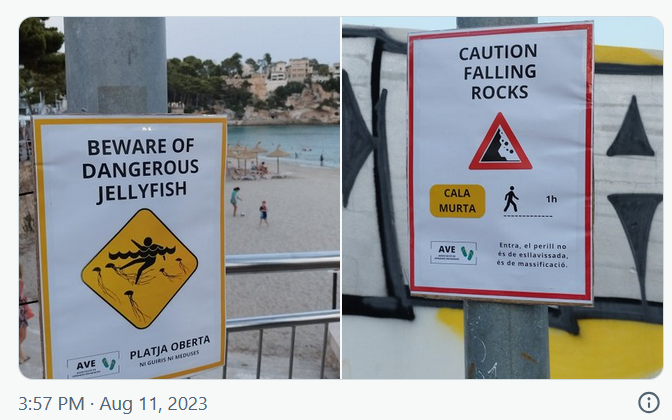 BEWARE OF
DANGEROUS
JELLYFISH
AVE
PLATJA OBERTA
NI GUIRIS NI MEDUSES
CAUTION
FALLING
ROCKS
CALA
MURTA
1h
AVE
Entra, el perill no
és de esllavissada,
és de massificació.
3:57 PM · Aug 11, 2023